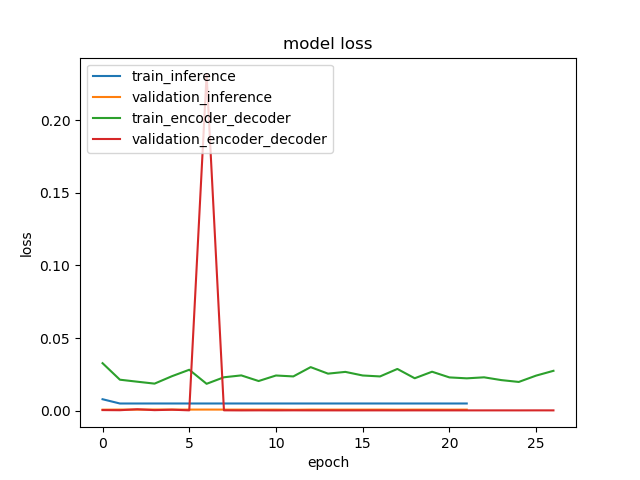 model loss
train_inference
validation_inference
train_encoder_decoder
validation_encoder_decoder
loss
0.20
0.15
0.10
0.05
0.00
0 5 10 15 20 25
epoch